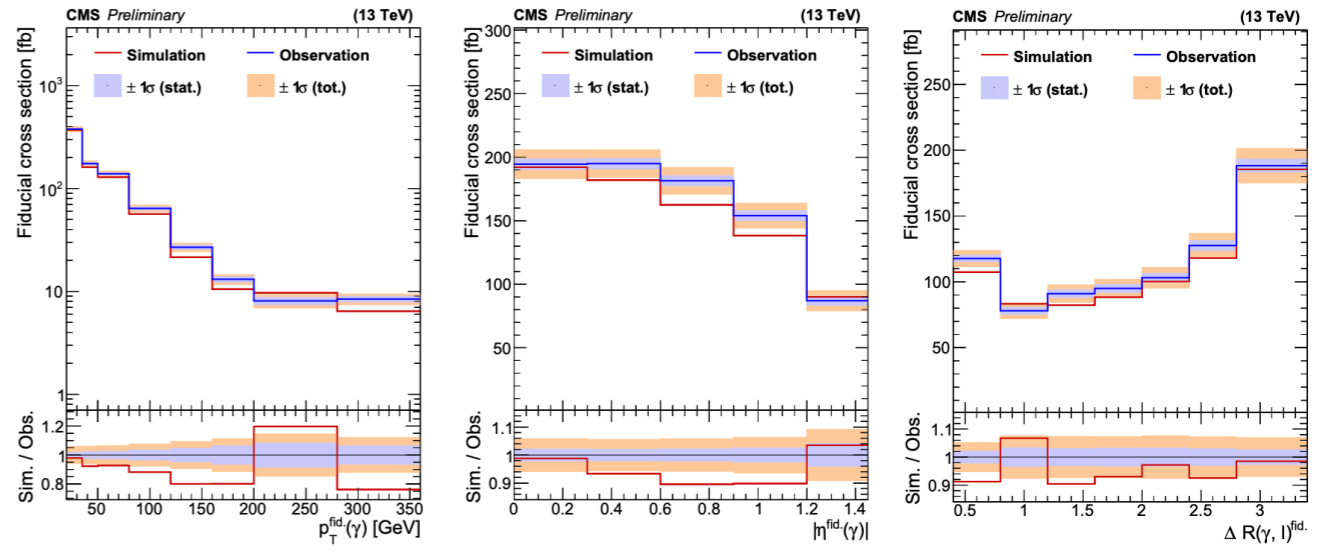 CMS Preliminary (13 TeV)
Fiducial cross section [fb]
Simulation Observation
± 1σ (stat.) ± 1σ (tot.)
10³
10²
10
1
Sim. / Obs.
1.2
1
0.8
50 100 150 200 250 300 350
p_T^fid.(γ) [GeV]
CMS Preliminary (13 TeV)
Fiducial cross section [fb]
Simulation Observation
± 1σ (stat.) ± 1σ (tot.)
300
250
200
150
100
50
0
Sim. / Obs.
1.1
1
0.9
0 0.2 0.4 0.6 0.8 1 1.2 1.4
|η^fid.(γ)|
CMS Preliminary (13 TeV)
Fiducial cross section [fb]
Simulation Observation
± 1σ (stat.) ± 1σ (tot.)
250
200
150
100
50
Sim. / Obs.
1.1
1
0.9
0.5 1 1.5 2 2.5 3
Δ R(γ, l)^fid.